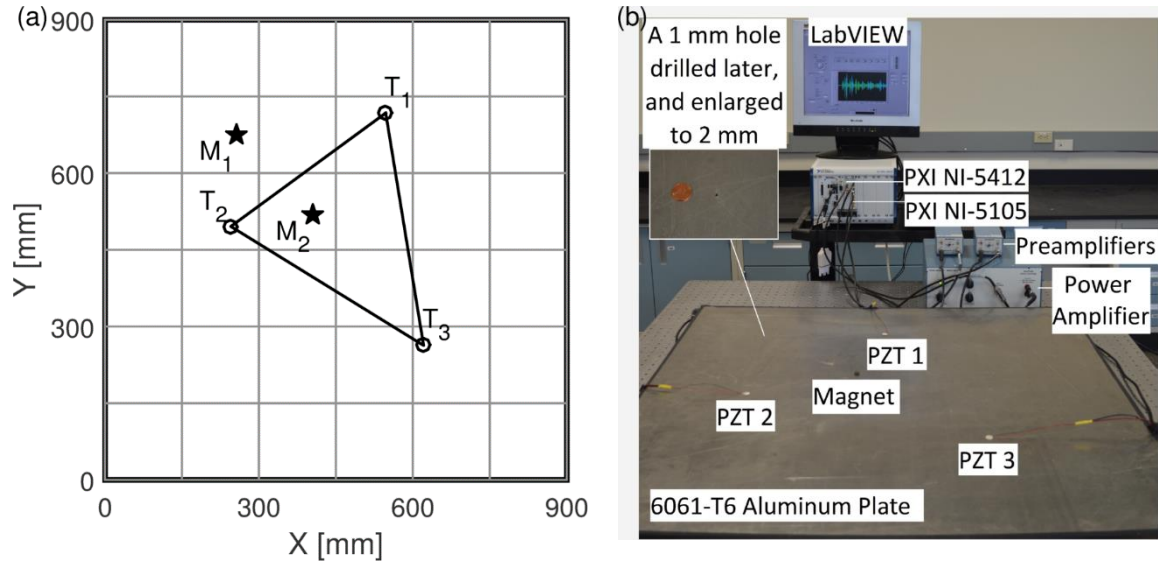 (a)
900
600
300
0
Y [mm]
0
300
600
900
X [mm]
T1
M1
T2
M2
T3
(b)
A 1 mm hole
drilled later,
and enlarged
to 2 mm
LabVIEW
PXI NI-5412
PXI NI-5105
Preamplifiers
Power
Amplifier
PZT 1
Magnet
PZT 2
PZT 3
6061-T6 Aluminum Plate